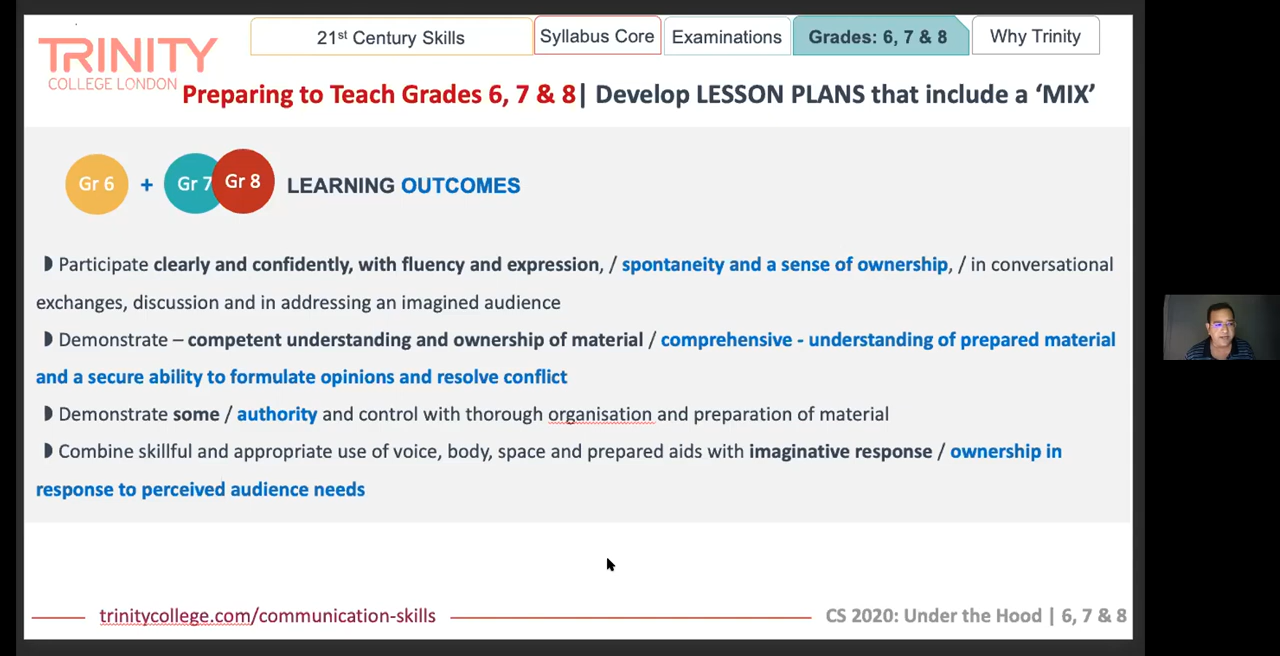 21st Century Skills
Syllabus Core
Examinations
Grades: 6, 7 & 8
Why Trinity
TRINITY
COLLEGE LONDON
Preparing to Teach Grades 6, 7 & 8| Develop LESSON PLANS that include a ‘MIX’
Gr 6 + Gr 7 Gr 8 LEARNING OUTCOMES
◗ Participate clearly and confidently, with fluency and expression, / spontaneity and a sense of ownership, / in conversational
exchanges, discussion and in addressing an imagined audience
◗ Demonstrate – competent understanding and ownership of material / comprehensive - understanding of prepared material
and a secure ability to formulate opinions and resolve conflict
◗ Demonstrate some / authority and control with thorough organisation and preparation of material
◗ Combine skillful and appropriate use of voice, body, space and prepared aids with imaginative response / ownership in
response to perceived audience needs
trinitycollege.com/communication-skills
CS 2020: Under the Hood | 6, 7 & 8